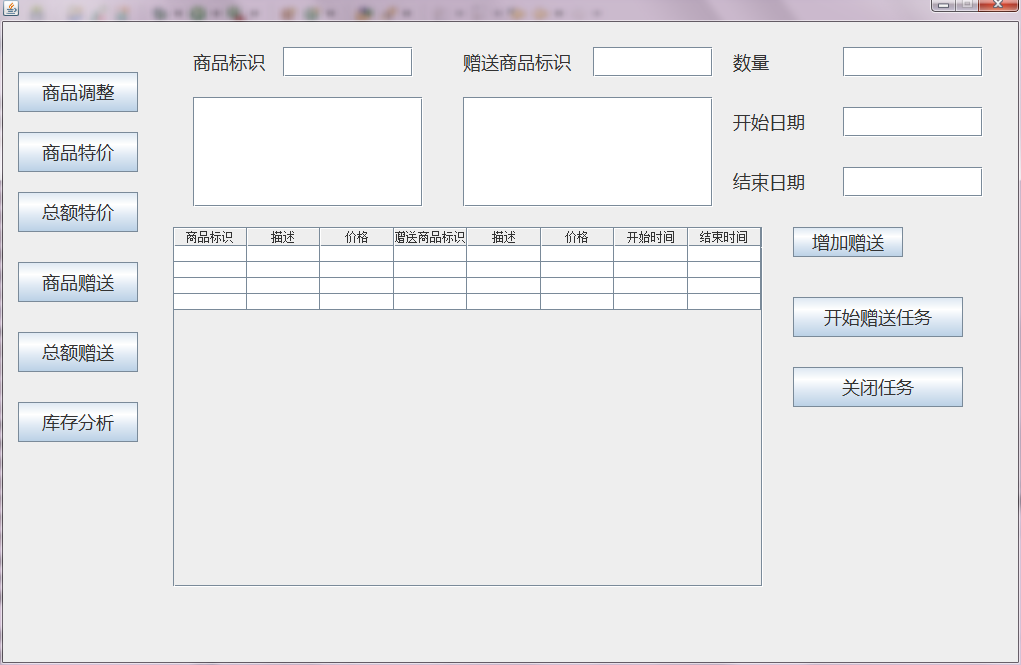 商品标识
赠送商品标识
数量
商品调整
开始日期
商品特价
结束日期
总额特价
商品标识 描述 价格 赠送商品标识 描述 价格 开始时间 结束时间
增加赠送
商品赠送
开始赠送任务
总额赠送
关闭任务
库存分析